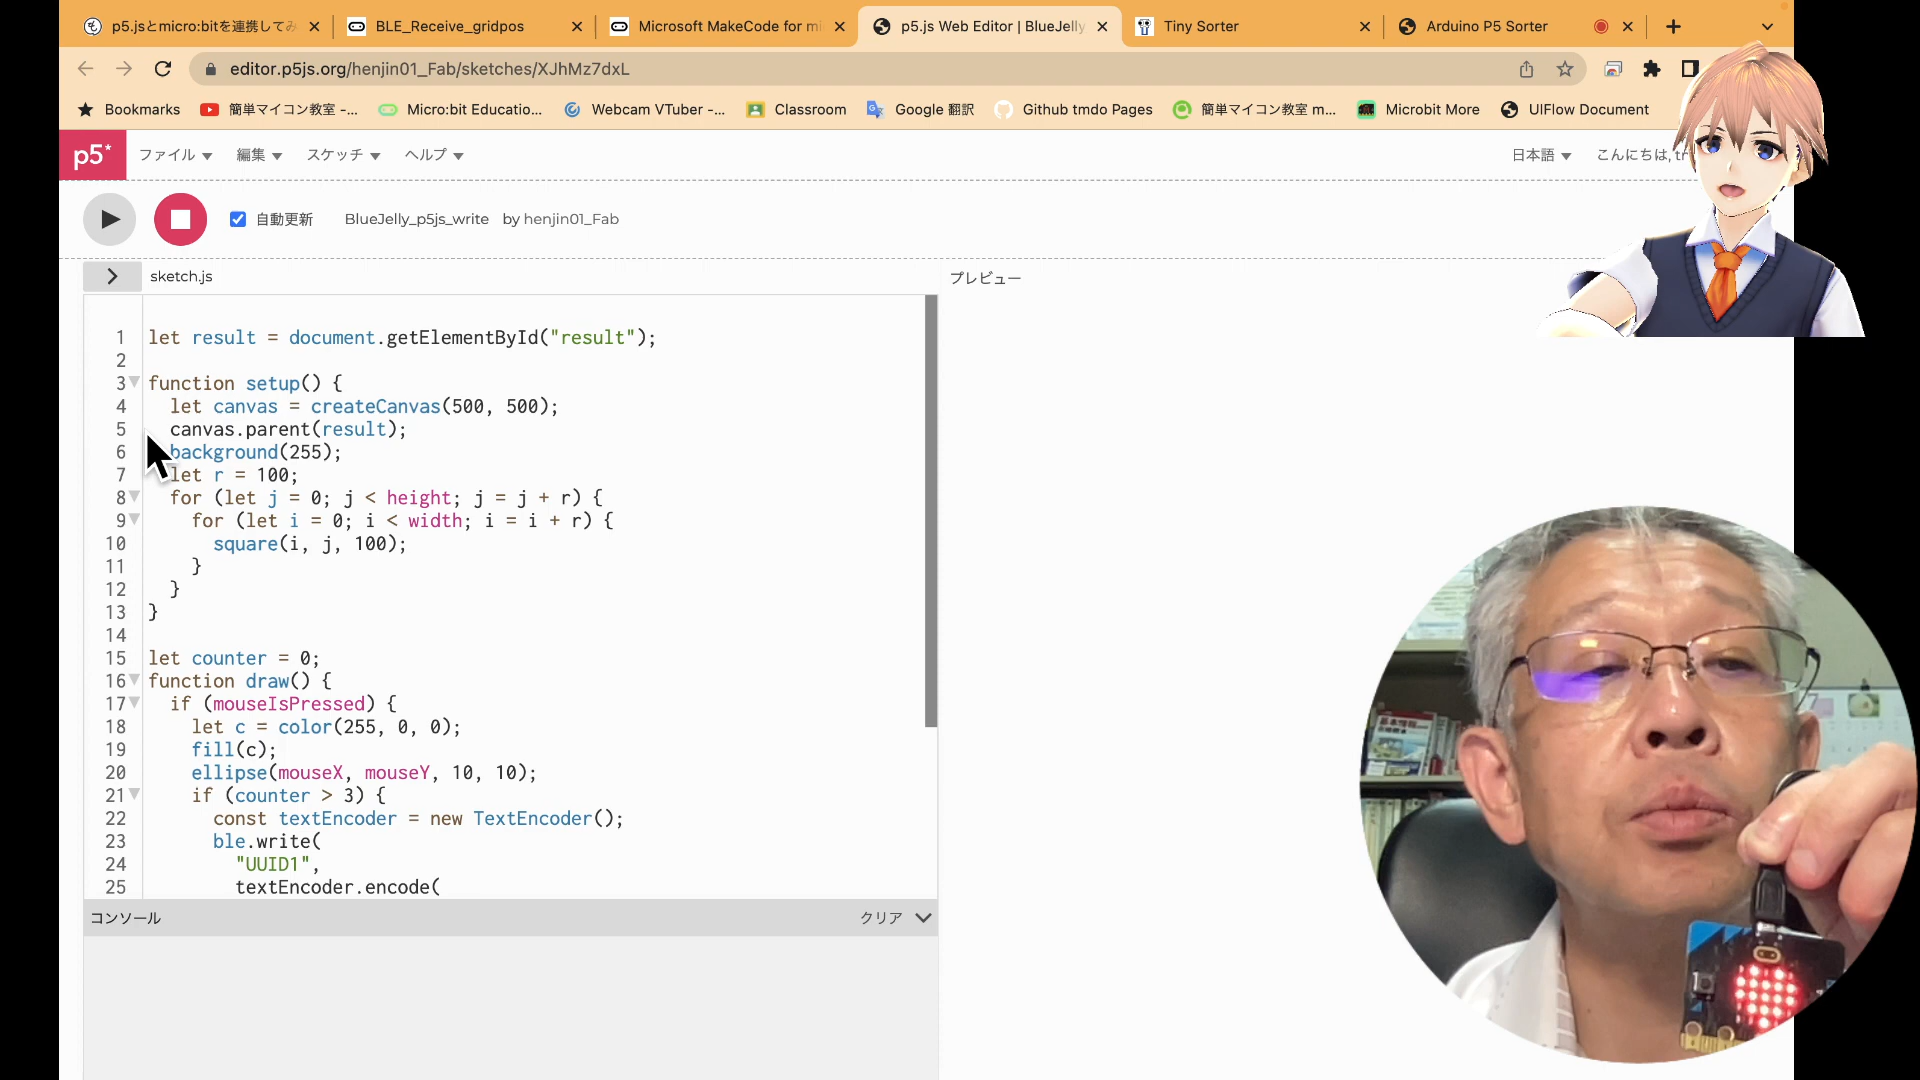 p5.jsとmicro:bitを連携してみ
BLE_Receive_gridpos
Microsoft MakeCode for mi
p5.js Web Editor | BlueJelly
Tiny Sorter
Arduino P5 Sorter
editor.p5js.org/henjin01_Fab/sketches/XJhMz7dxL
Bookmarks
簡単マイコン教室 -...
Micro:bit Educatio...
Webcam VTuber -...
Classroom
Google 翻訳
Github tmdo Pages
簡単マイコン教室 m...
Microbit More
UIFlow Document
p5*
ファイル
編集
スケッチ
ヘルプ
日本語
こんにちは, tr
自動更新
BlueJelly_p5js_write by henjin01_Fab
sketch.js
プレビュー
1 let result = document.getElementById("result");
2
3 function setup() {
4 let canvas = createCanvas(500, 500);
5 canvas.parent(result);
6 background(255);
7 let r = 100;
8 for (let j = 0; j < height; j = j + r) {
9 for (let i = 0; i < width; i = i + r) {
10 square(i, j, 100);
11 }
12 }
13 }
14
15 let counter = 0;
16 function draw() {
17 if (mouseIsPressed) {
18 let c = color(255, 0, 0);
19 fill(c);
20 ellipse(mouseX, mouseY, 10, 10);
21 if (counter > 3) {
22 const textEncoder = new TextEncoder();
23 ble.write(
24 "UUID1",
25 textEncoder.encode(
コンソール
クリア